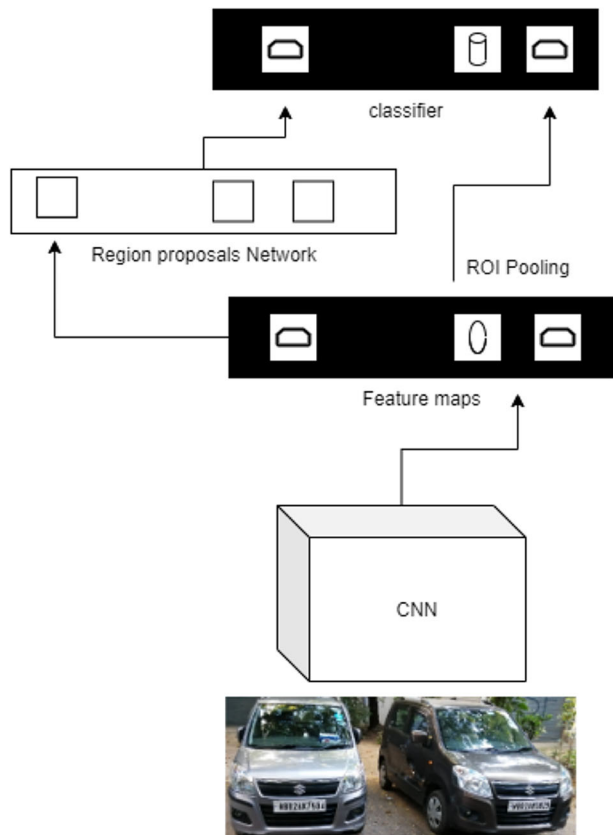 classifier
Region proposals Network
ROI Pooling
Feature maps
CNN